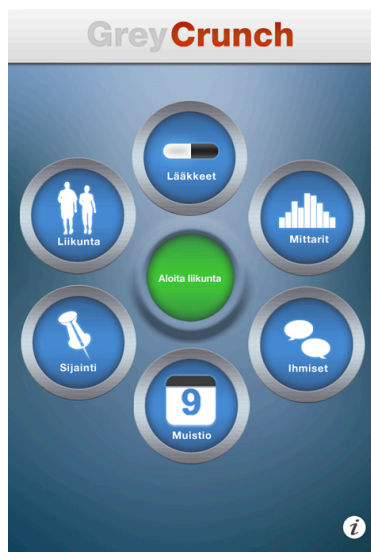 GreyCrunch
Lääkkeet
Liikunta
Mittarit
Aloita liikunta
Sijainti
Ihmiset
9
Muistio
i